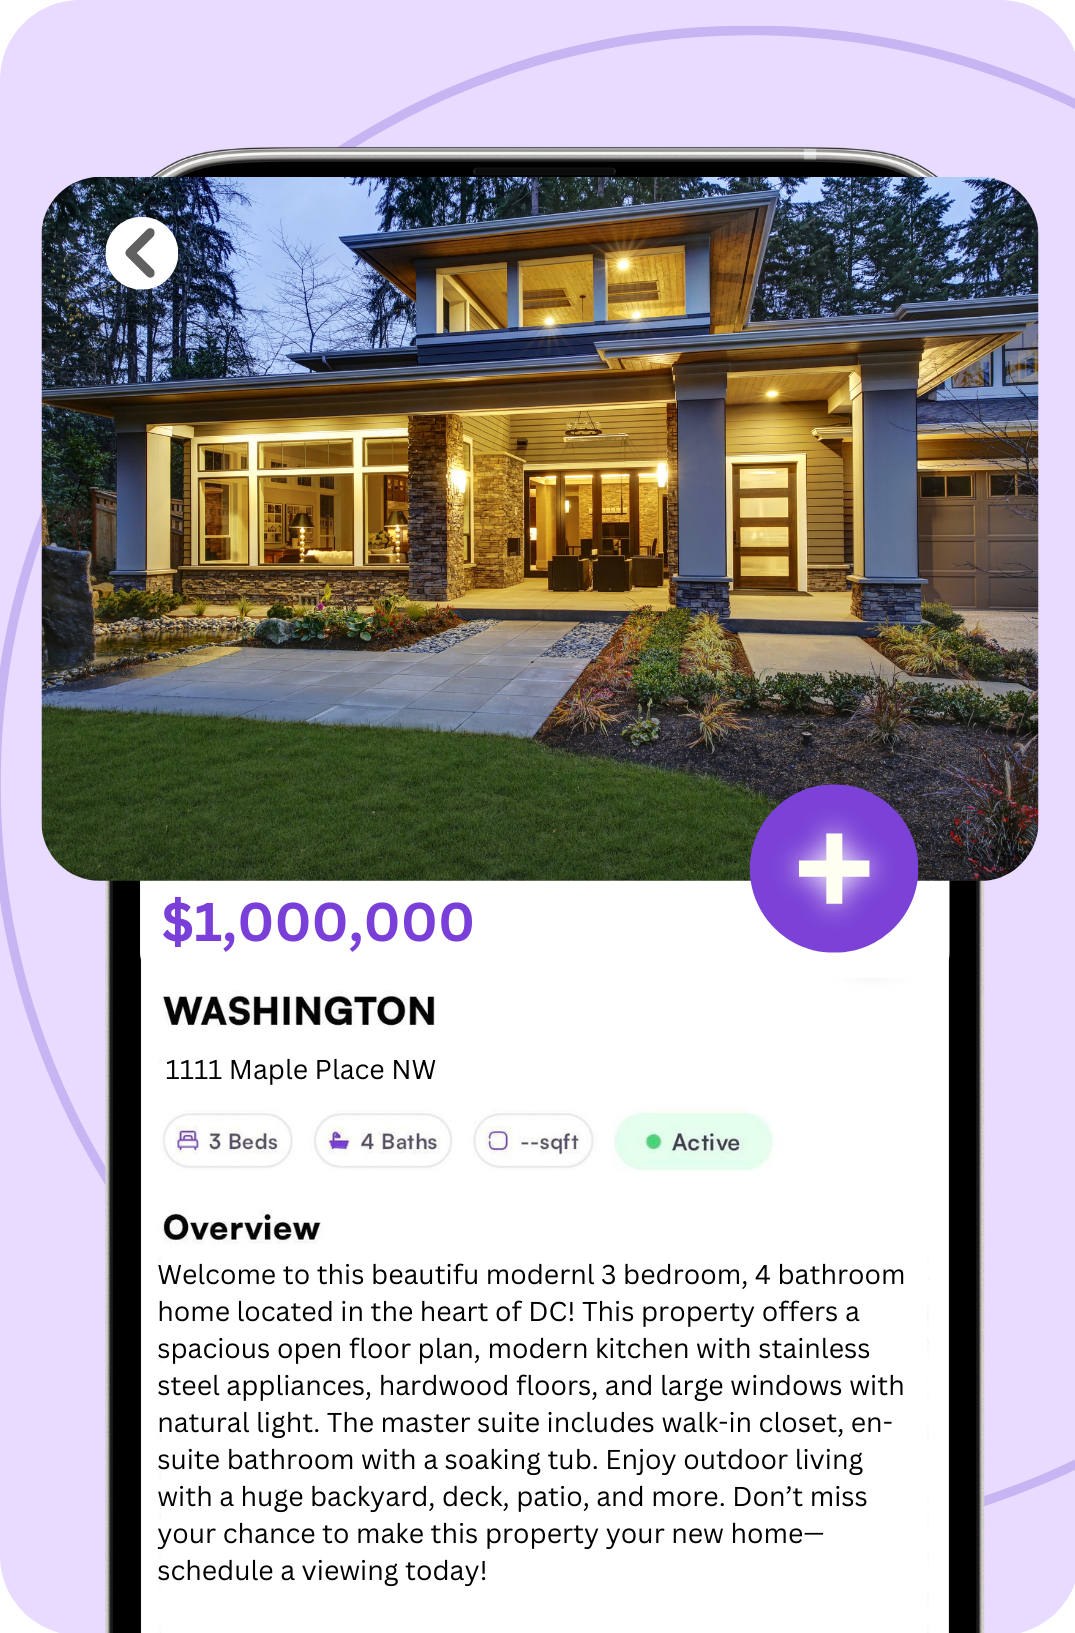 $1,000,000
WASHINGTON
1111 Maple Place NW
3 Beds 4 Baths --sqft Active
Overview
Welcome to this beautifu modernl 3 bedroom, 4 bathroom
home located in the heart of DC! This property offers a
spacious open floor plan, modern kitchen with stainless
steel appliances, hardwood floors, and large windows with
natural light. The master suite includes walk-in closet, en-
suite bathroom with a soaking tub. Enjoy outdoor living
with a huge backyard, deck, patio, and more. Don’t miss
your chance to make this property your new home—
schedule a viewing today!